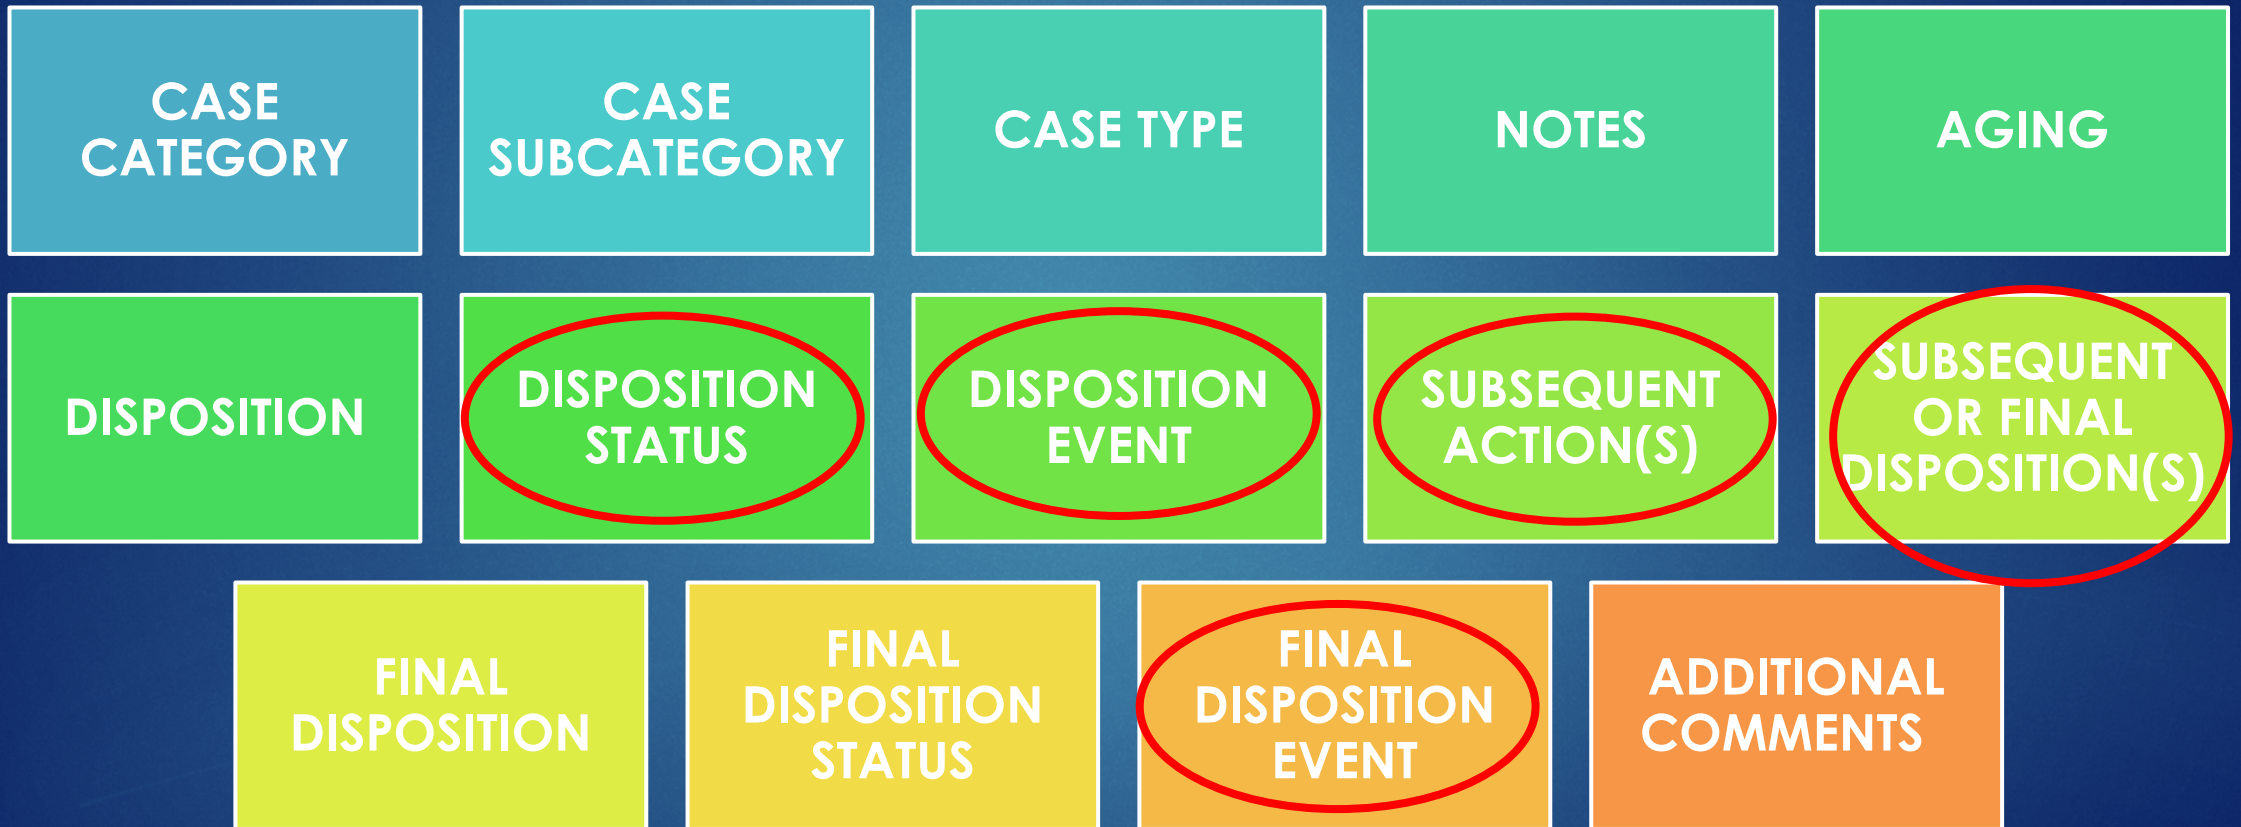 CASE
CATEGORY
CASE
SUBCATEGORY
CASE TYPE
NOTES
AGING
DISPOSITION
DISPOSITION
STATUS
DISPOSITION
EVENT
SUBSEQUENT
ACTION(S)
SUBSEQUENT
OR FINAL
DISPOSITION(S)
FINAL
DISPOSITION
FINAL
DISPOSITION
STATUS
FINAL
DISPOSITION
EVENT
ADDITIONAL
COMMENTS